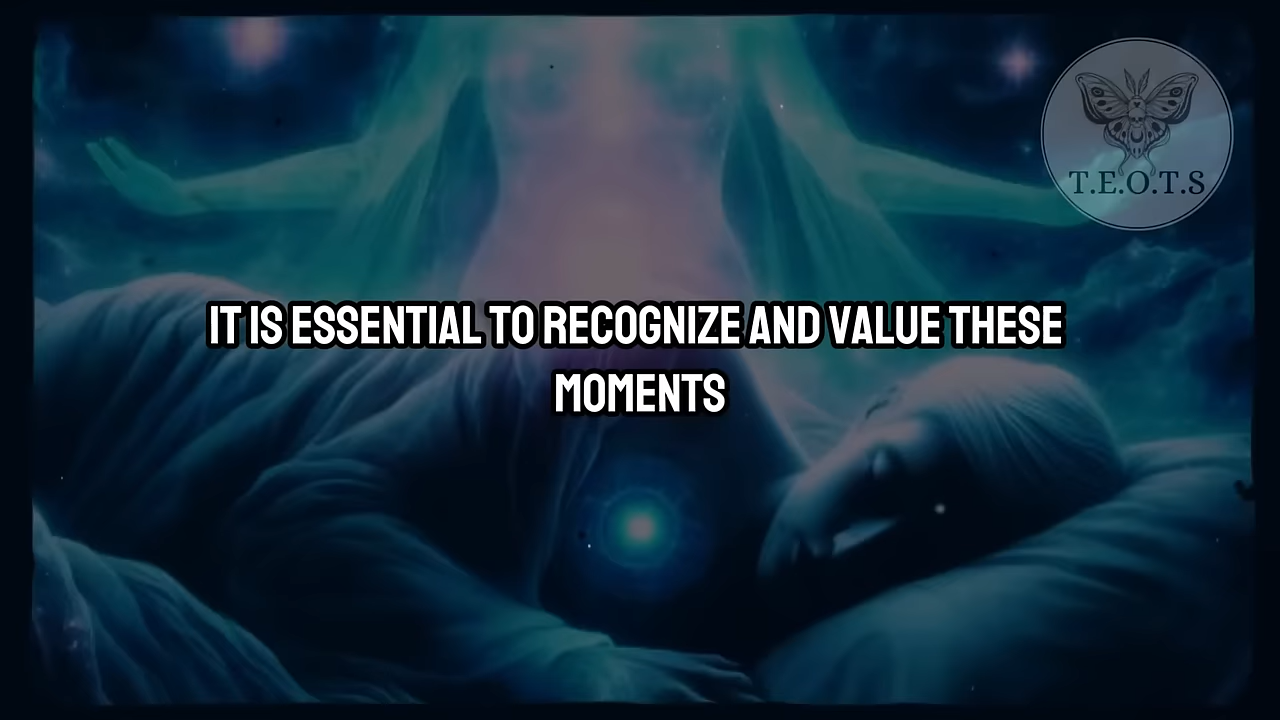 T.E.O.T.S
IT IS ESSENTIAL TO RECOGNIZE AND VALUE THESE
MOMENTS